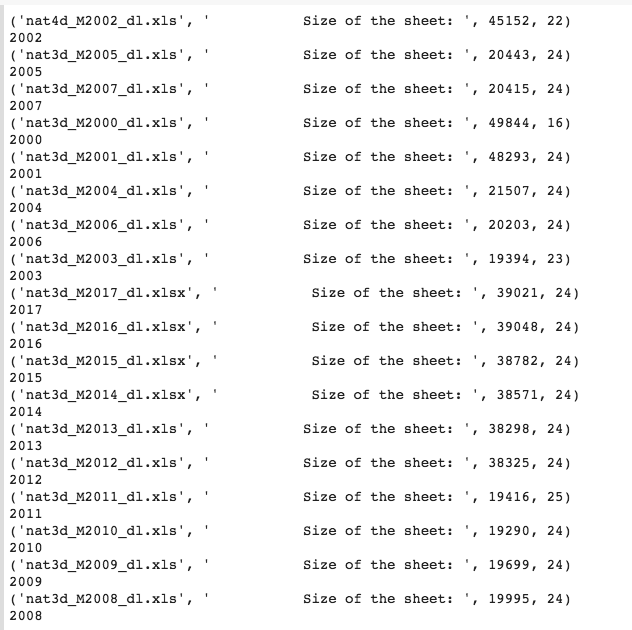 ('nat4d_M2002_dl.xls', '           Size of the sheet: ', 45152, 22)
2002
('nat3d_M2005_dl.xls', '           Size of the sheet: ', 20443, 24)
2005
('nat3d_M2007_dl.xls', '           Size of the sheet: ', 20415, 24)
2007
('nat3d_M2000_dl.xls', '           Size of the sheet: ', 49844, 16)
2000
('nat3d_M2001_dl.xls', '           Size of the sheet: ', 48293, 24)
2001
('nat3d_M2004_dl.xls', '           Size of the sheet: ', 21507, 24)
2004
('nat3d_M2006_dl.xls', '           Size of the sheet: ', 20203, 24)
2006
('nat3d_M2003_dl.xls', '           Size of the sheet: ', 19394, 23)
2003
('nat3d_M2017_dl.xlsx', '           Size of the sheet: ', 39021, 24)
2017
('nat3d_M2016_dl.xlsx', '           Size of the sheet: ', 39048, 24)
2016
('nat3d_M2015_dl.xlsx', '           Size of the sheet: ', 38782, 24)
2015
('nat3d_M2014_dl.xlsx', '           Size of the sheet: ', 38571, 24)
2014
('nat3d_M2013_dl.xls', '           Size of the sheet: ', 38298, 24)
2013
('nat3d_M2012_dl.xls', '           Size of the sheet: ', 38325, 24)
2012
('nat3d_M2011_dl.xls', '           Size of the sheet: ', 19416, 25)
2011
('nat3d_M2010_dl.xls', '           Size of the sheet: ', 19290, 24)
2010
('nat3d_M2009_dl.xls', '           Size of the sheet: ', 19699, 24)
2009
('nat3d_M2008_dl.xls', '           Size of the sheet: ', 19995, 24)
2008